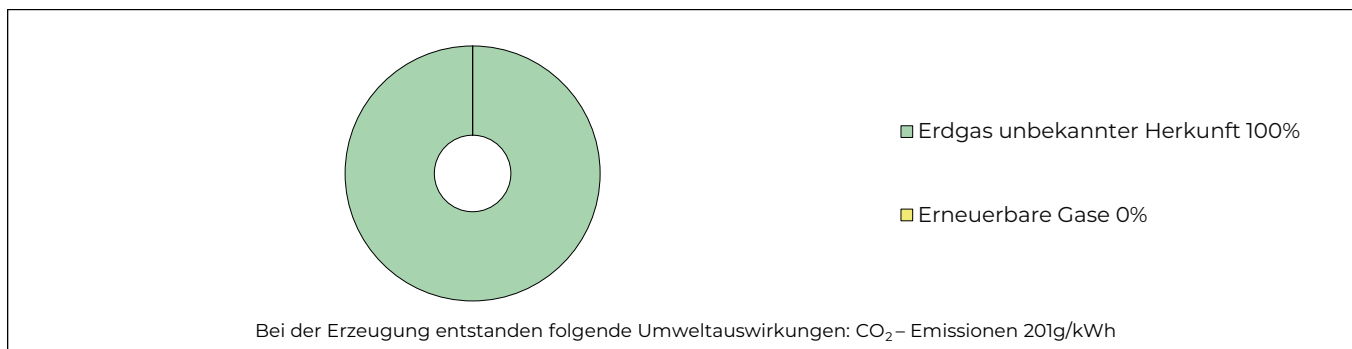 Erdgas unbekannter Herkunft 100%
Erneuerbare Gase 0%
Bei der Erzeugung entstanden folgende Umweltauswirkungen: CO₂ – Emissionen 201g/kWh